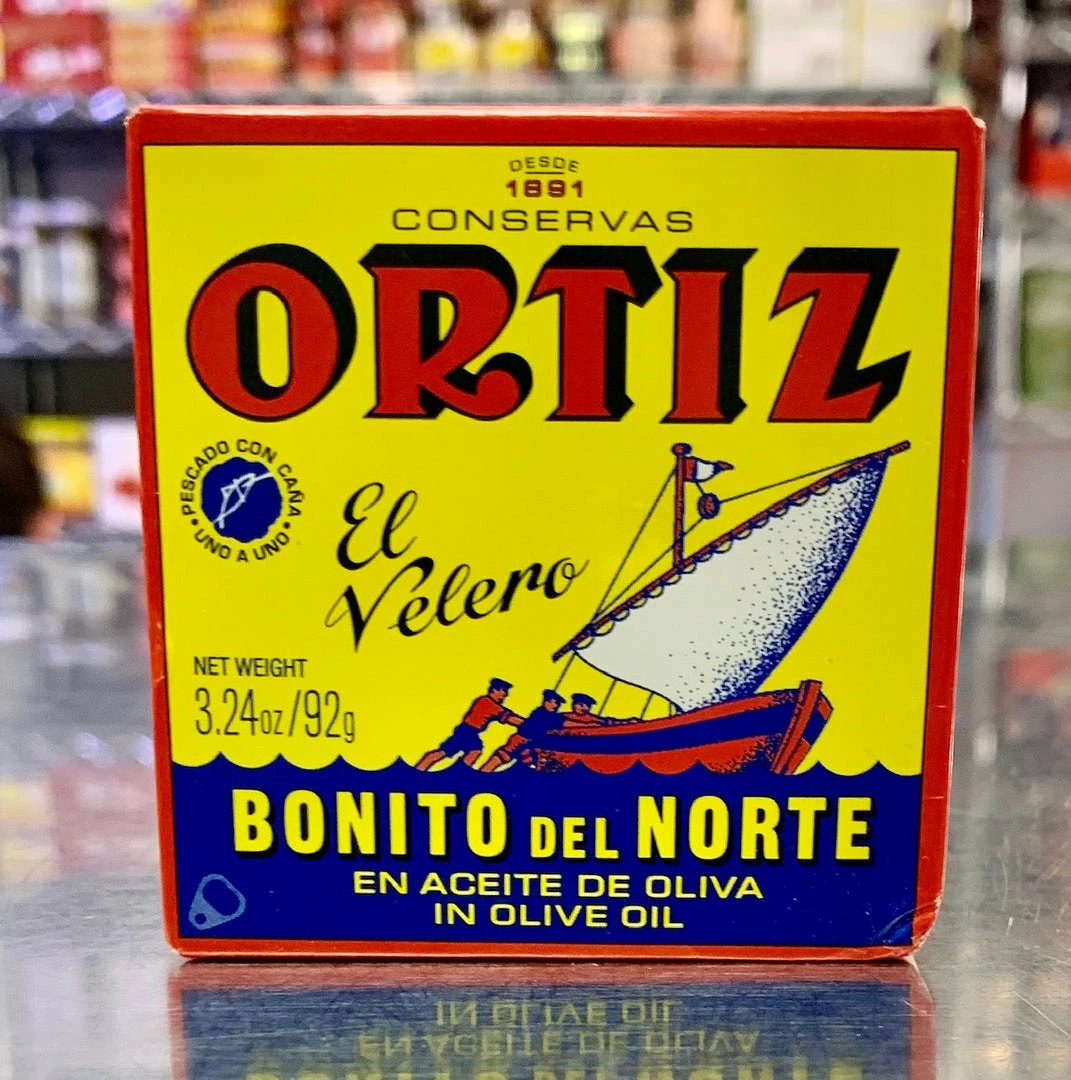 DESDE
1891
CONSERVAS
ORTIZ
PESCADO CON CAÑA
• UNO A UNO •
El
Velero
NET WEIGHT
3.24oz/92g
BONITO DEL NORTE
EN ACEITE DE OLIVA
IN OLIVE OIL